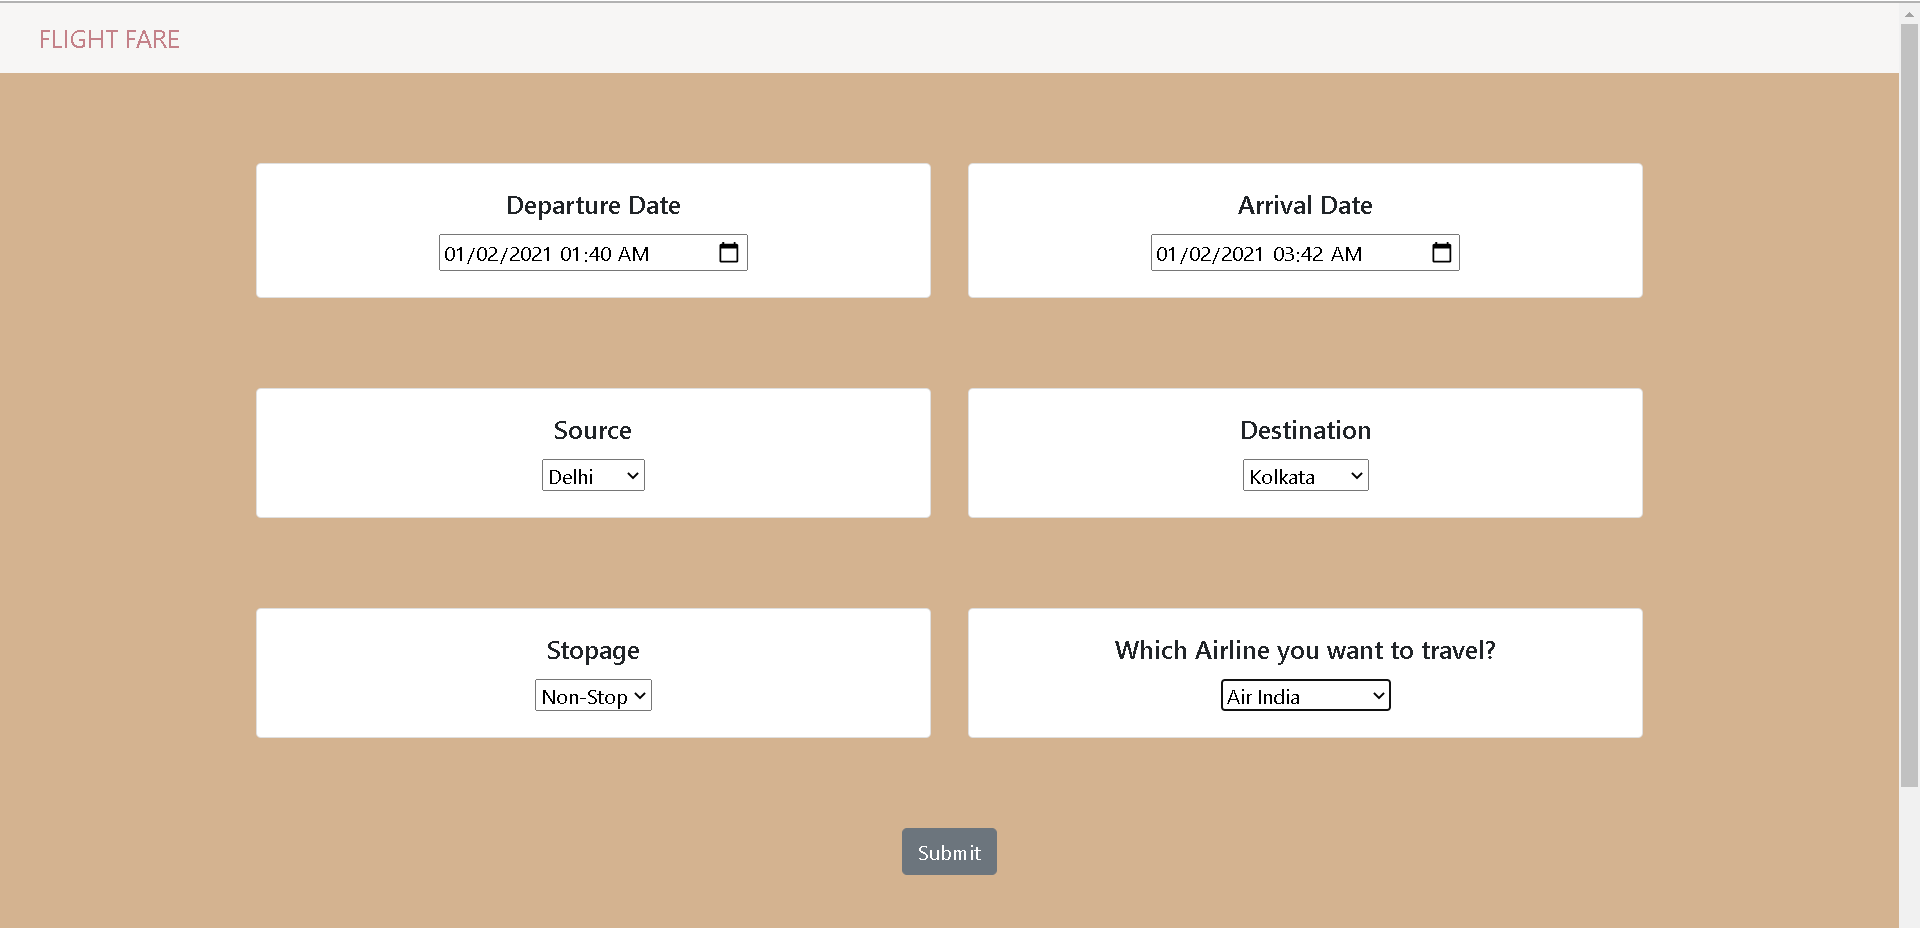 FLIGHT FARE
Departure Date
01/02/2021 01:40 AM
Arrival Date
01/02/2021 03:42 AM
Source
Delhi
Destination
Kolkata
Stopage
Non-Stop
Which Airline you want to travel?
Air India
Submit